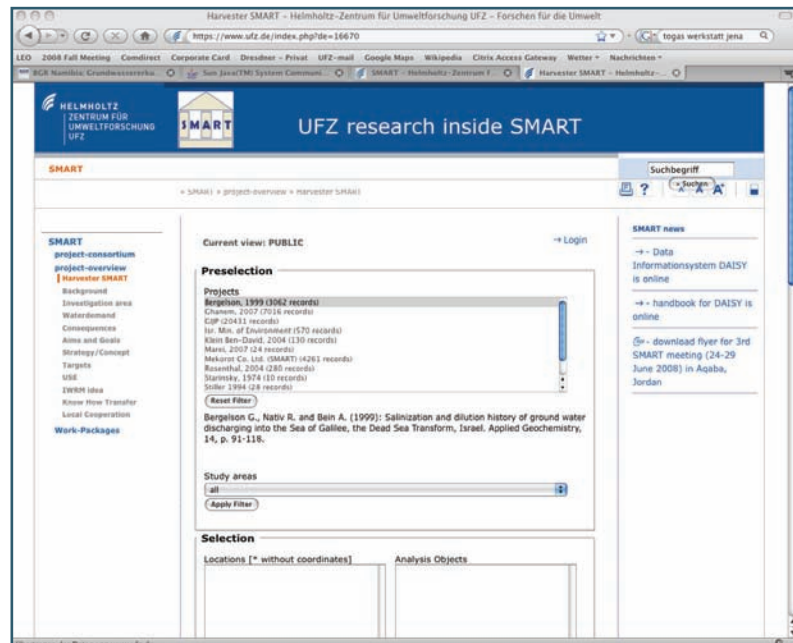 Harvester SMART – Helmholtz-Zentrum für Umweltforschung UFZ – Forschen für die Umwelt
https://www.ufz.de/index.php?de=16670
togas werkstatt jena
LEO 2008 Fall Meeting Comdirect Corporate Card Dresdner – Privat UFZ-mail Google Maps Wikipedia Citrix Access Gateway Wetter Nachrichten
BGR Namibia: Grundwassererku... Sun Java(TM) System Communi... SMART – Helmholtz-Zentrum f... Harvester SMART – Helmholtz-...
HELMHOLTZ
ZENTRUM FÜR
UMWELTFORSCHUNG
UFZ
SMART
UFZ research inside SMART
SMART
Suchbegriff
» Suchen
» SMART » project-overview » Harvester SMART
? A A A+
SMART
project-consortium
project-overview
Harvester SMART
Background
Investigation area
Waterdemand
Consequences
Aims and Goals
Strategy/Concept
Targets
USE
IWRM idea
Know How Transfer
Local Cooperation
Work-Packages
Current view: PUBLIC
→ Login
Preselection
Projects
Bergelson, 1999 (3062 records)
Ghanem, 2007 (7016 records)
GIJP (20431 records)
Isr. Min. of Environment (570 records)
Klein Ben-David, 2004 (130 records)
Marei, 2007 (24 records)
Mekorot Co. Ltd. (SMART) (4261 records)
Rosenthal, 2004 (280 records)
Starinsky, 1974 (10 records)
Stiller 1994 (28 records)
Reset Filter
Bergelson G., Nativ R. and Bein A. (1999): Salinization and dilution history of ground water
discharging into the Sea of Galilee, the Dead Sea Transform, Israel. Applied Geochemistry,
14, p. 91-118.
Study areas
all
Apply Filter
Selection
Locations [* without coordinates] Analysis Objects
SMART news
→ - Data
Informationsystem DAISY
is online
→ - handbook for DAISY is
online
- download flyer for 3rd
SMART meeting (24-29
June 2008) in Aqaba,
Jordan